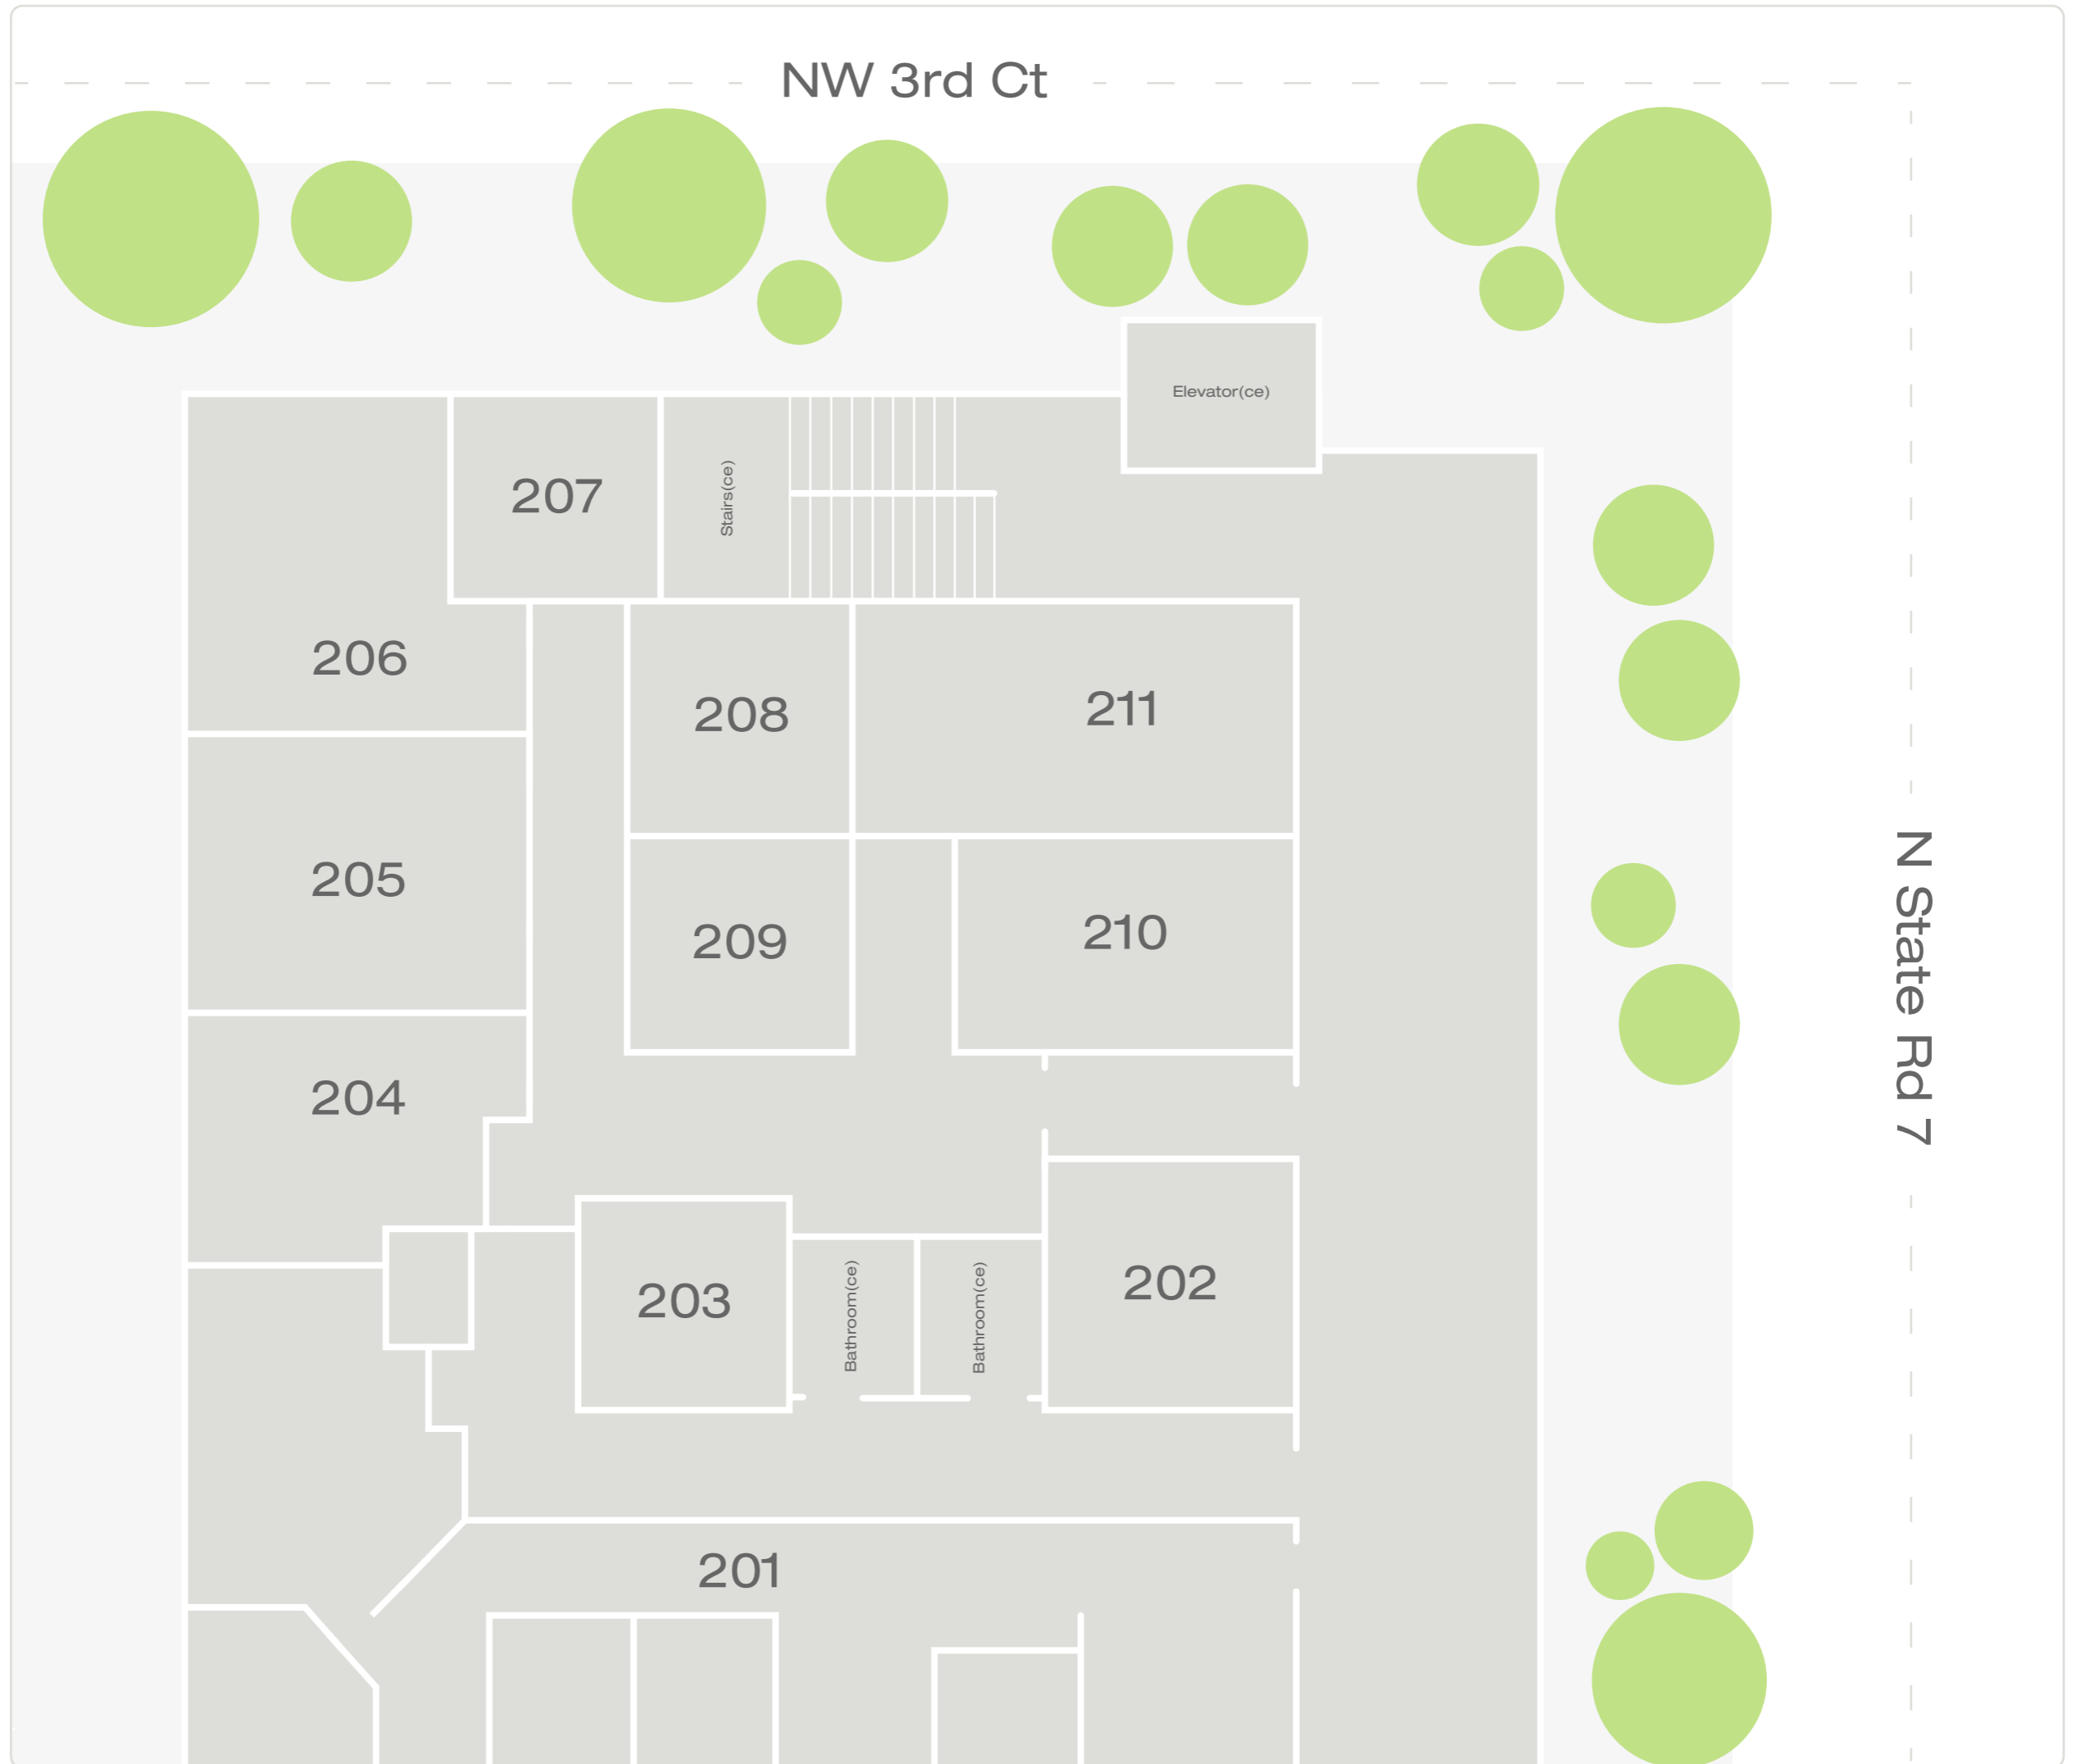 NW 3rd Ct
Elevator(ce)
207
Stairs(ce)
206
208
211
205
209
210
N State Rd 7
204
203
Bathroom(ce)
Bathroom(ce)
202
201